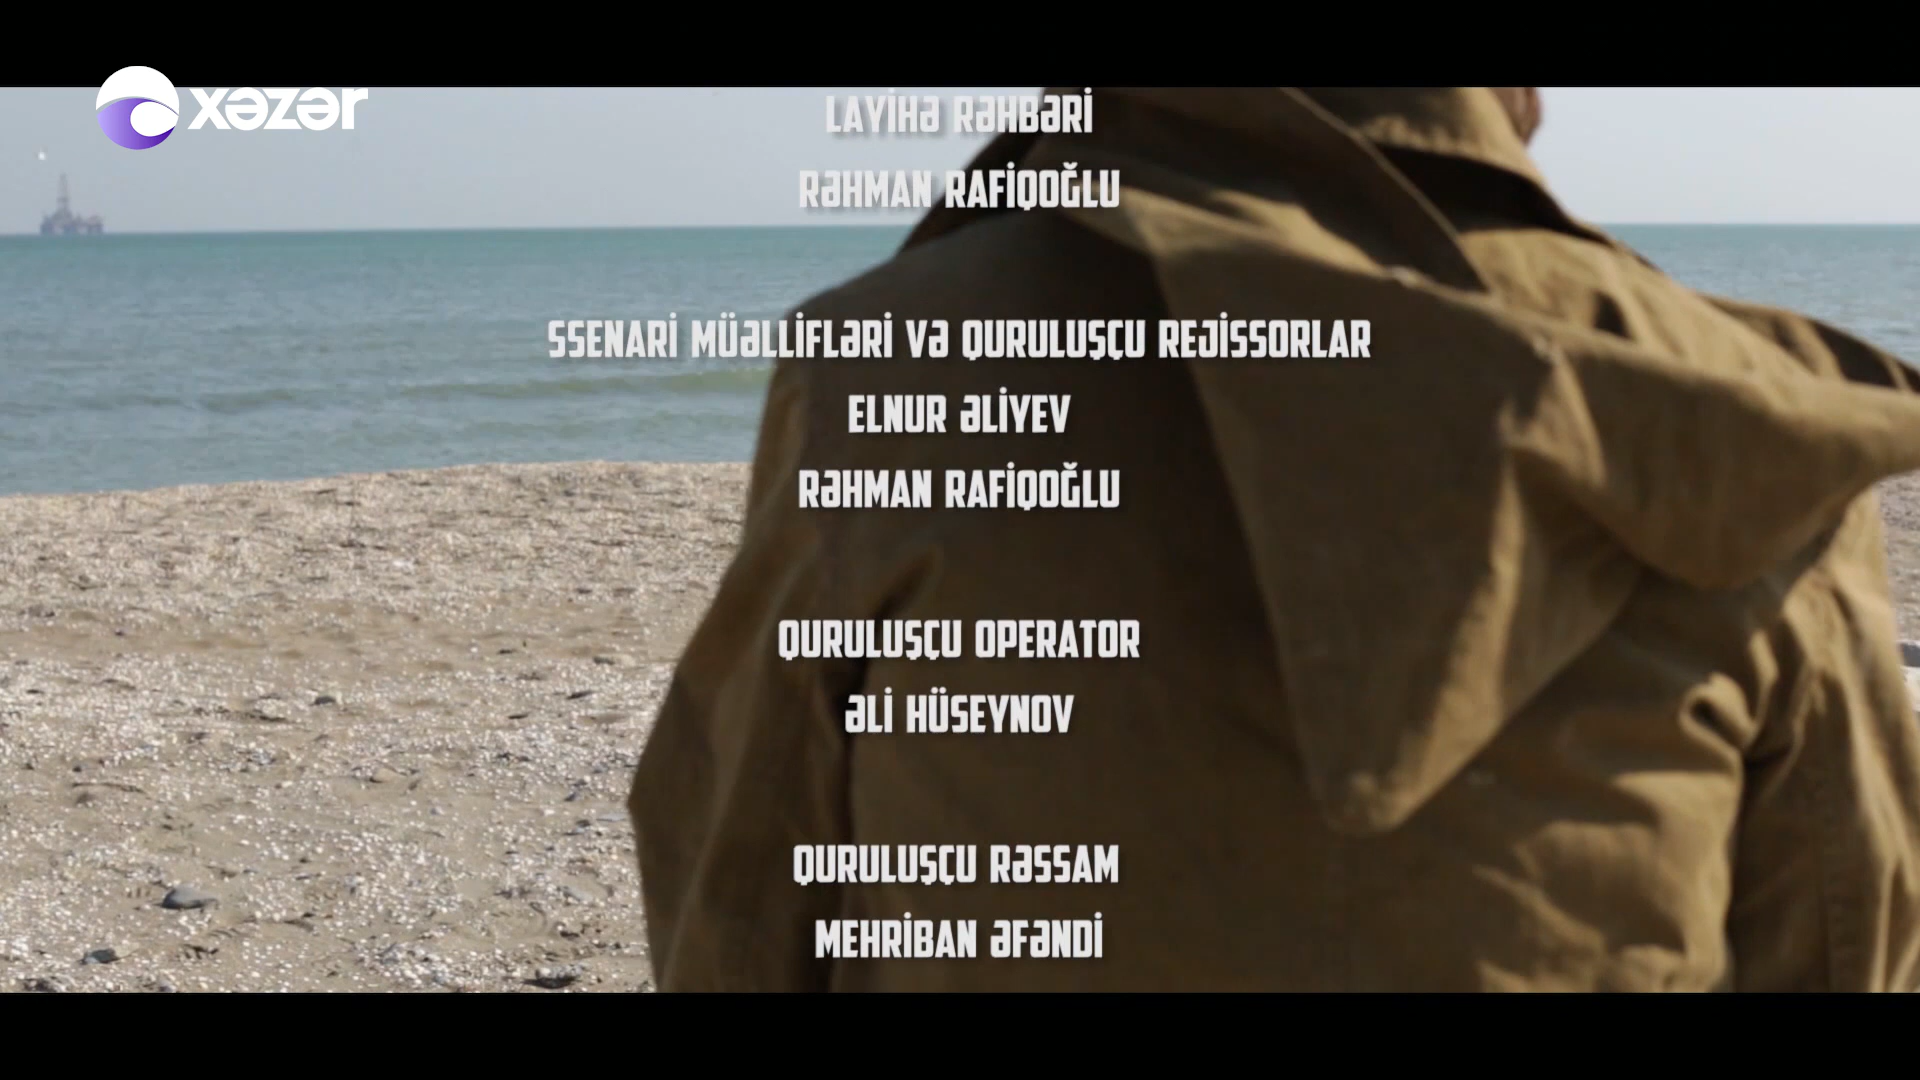 xəzər
LAYİHƏ RƏHBƏRİ
RƏHMAN RAFİQOĞLU
SSENARİ MÜƏLLİFLƏRİ VƏ QURULUŞÇU REJİSSORLAR
ELNUR ƏLİYEV
RƏHMAN RAFİQOĞLU
QURULUŞÇU OPERATOR
ƏLİ HÜSEYNOV
QURULUŞÇU RƏSSAM
MEHRİBAN ƏFƏNDİ